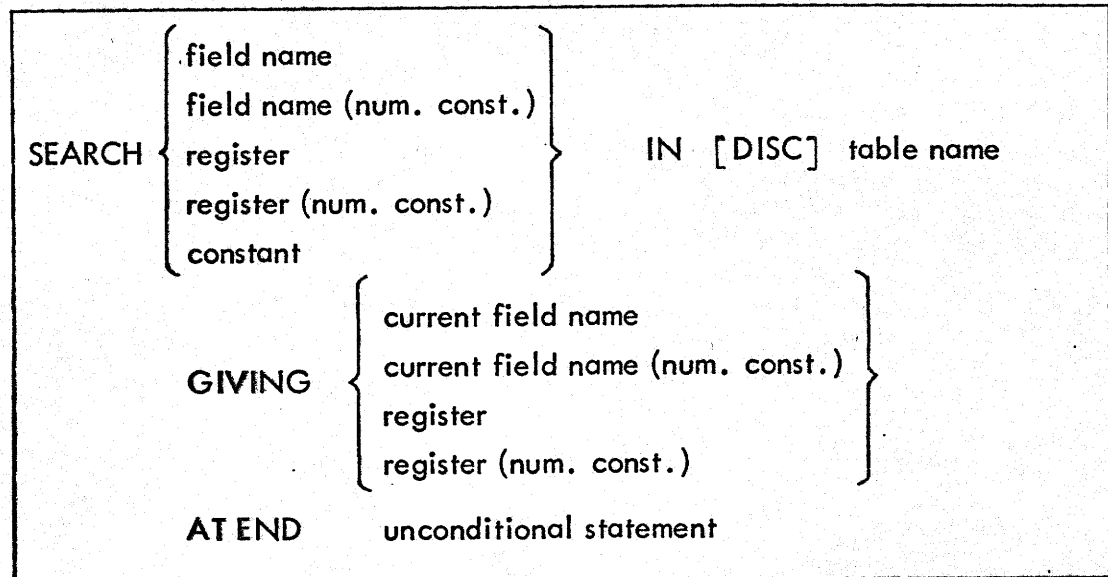 field name
field name (num. const.)
SEARCH register IN [DISC] table name
register (num. const.)
constant
current field name
current field name (num. const.)
GIVING
register
register (num. const.)
AT END unconditional statement